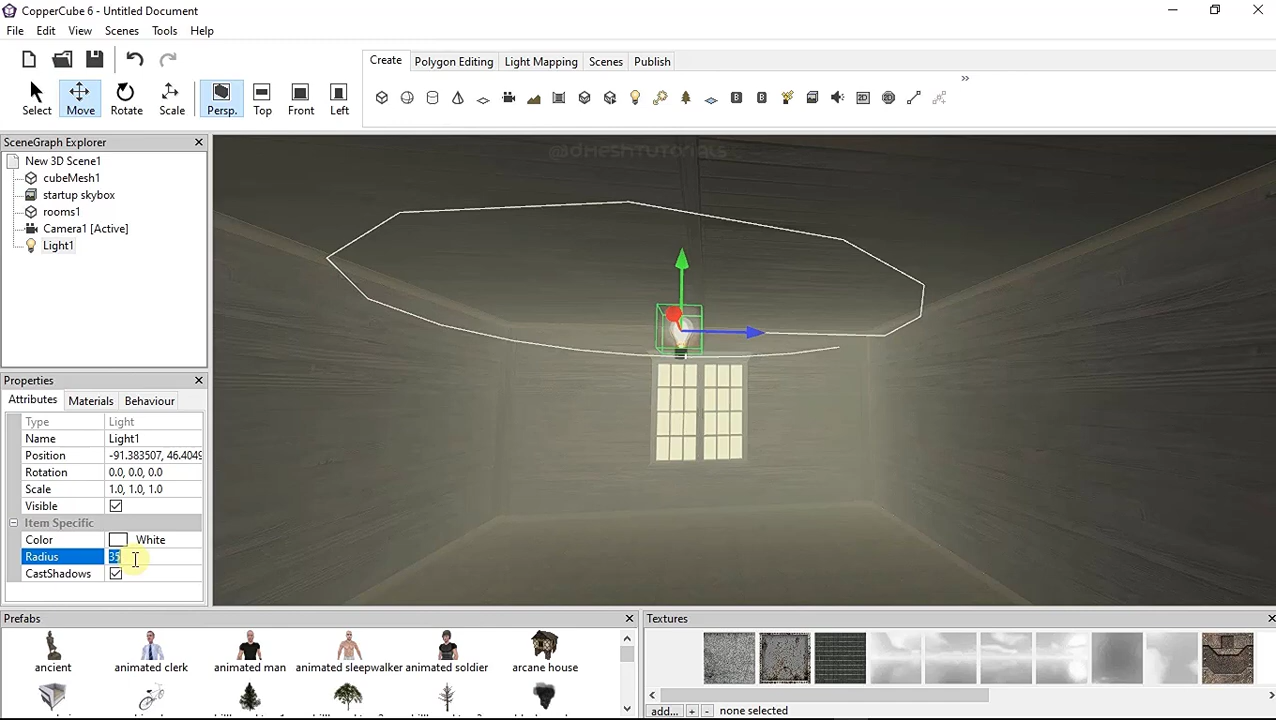 CopperCube 6 - Untitled Document
File Edit View Scenes Tools Help
Create Polygon Editing Light Mapping Scenes Publish
Select Move Rotate Scale Persp. Top Front Left
SceneGraph Explorer
New 3D Scene1
cubeMesh1
startup skybox
rooms1
Camera1 [Active]
Light1
@dheshtutorials
Properties
Attributes Materials Behaviour
Type Light
Name Light1
Position -91.383507, 46.4049
Rotation 0.0, 0.0, 0.0
Scale 1.0, 1.0, 1.0
Visible
Item Specific
Color White
Radius 35
CastShadows
Prefabs
ancient animated clerk animated man animated sleepwalker animated soldier arcane house
Textures
add... + - none selected